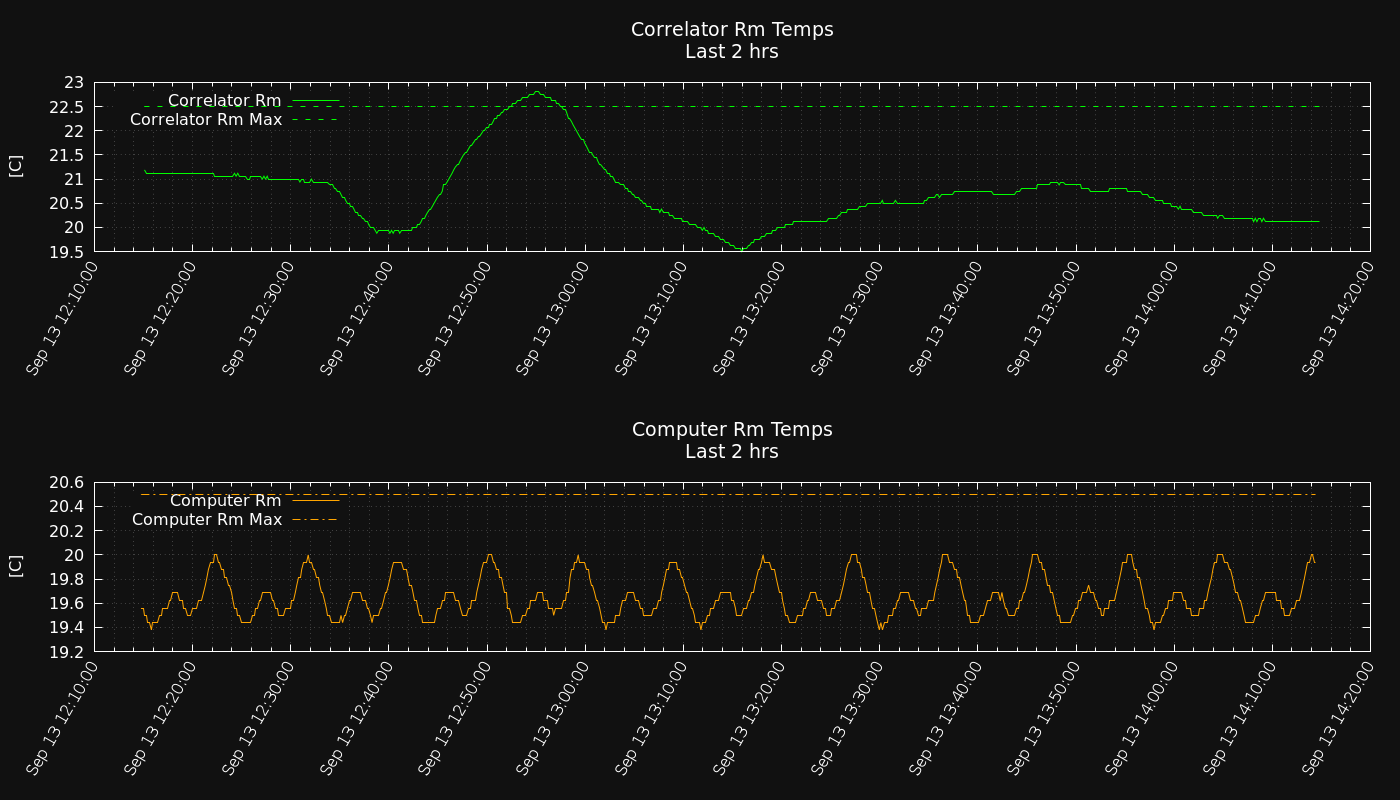 Correlator Rm Temps
Last 2 hrs
[C]
23
22.5
22
21.5
21
20.5
20
19.5
Correlator Rm
Correlator Rm Max
Sep 13 12:10:00
Sep 13 12:20:00
Sep 13 12:30:00
Sep 13 12:40:00
Sep 13 12:50:00
Sep 13 13:00:00
Sep 13 13:10:00
Sep 13 13:20:00
Sep 13 13:30:00
Sep 13 13:40:00
Sep 13 13:50:00
Sep 13 14:00:00
Sep 13 14:10:00
Sep 13 14:20:00
Computer Rm Temps
Last 2 hrs
[C]
20.6
20.4
20.2
20
19.8
19.6
19.4
19.2
Computer Rm
Computer Rm Max
Sep 13 12:10:00
Sep 13 12:20:00
Sep 13 12:30:00
Sep 13 12:40:00
Sep 13 12:50:00
Sep 13 13:00:00
Sep 13 13:10:00
Sep 13 13:20:00
Sep 13 13:30:00
Sep 13 13:40:00
Sep 13 13:50:00
Sep 13 14:00:00
Sep 13 14:10:00
Sep 13 14:20:00